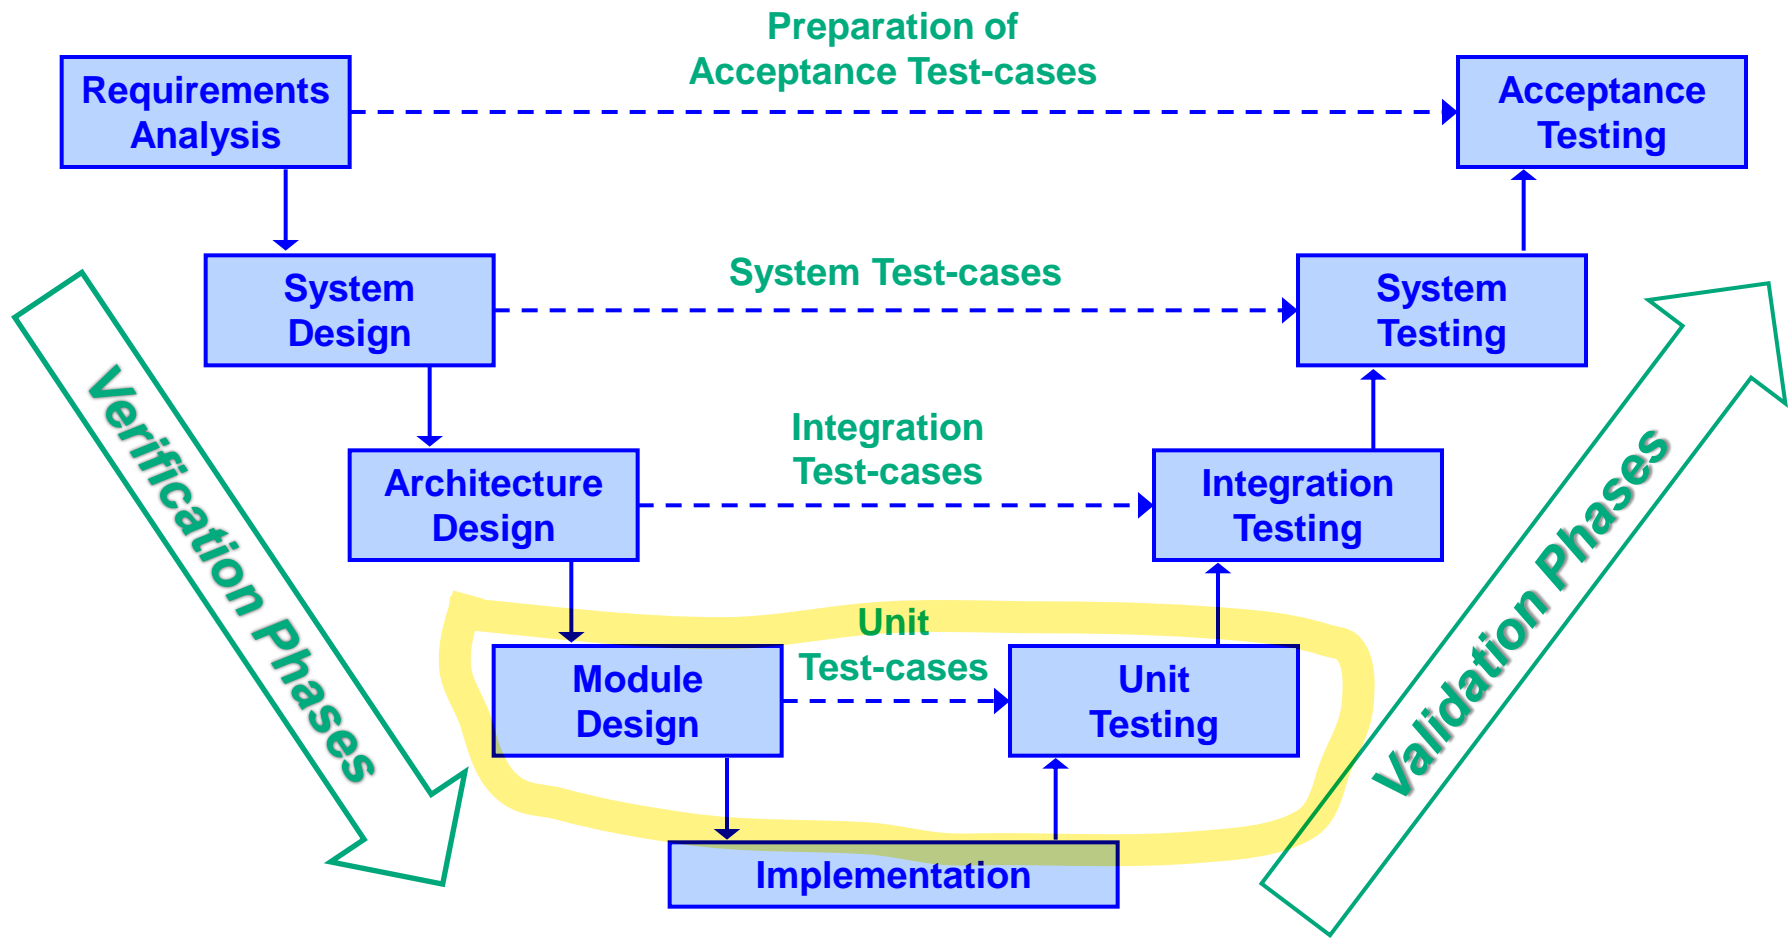 Preparation of
Acceptance Test-cases
Requirements
Analysis
Acceptance
Testing
System Test-cases
System
Design
System
Testing
Integration
Test-cases
Architecture
Design
Integration
Testing
Unit
Test-cases
Module
Design
Unit
Testing
Implementation
Verification Phases
Validation Phases